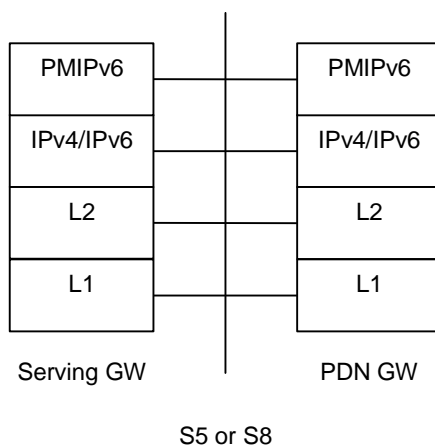 PMIPv6 PMIPv6
IPv4/IPv6 IPv4/IPv6
L2 L2
L1 L1
Serving GW PDN GW
S5 or S8